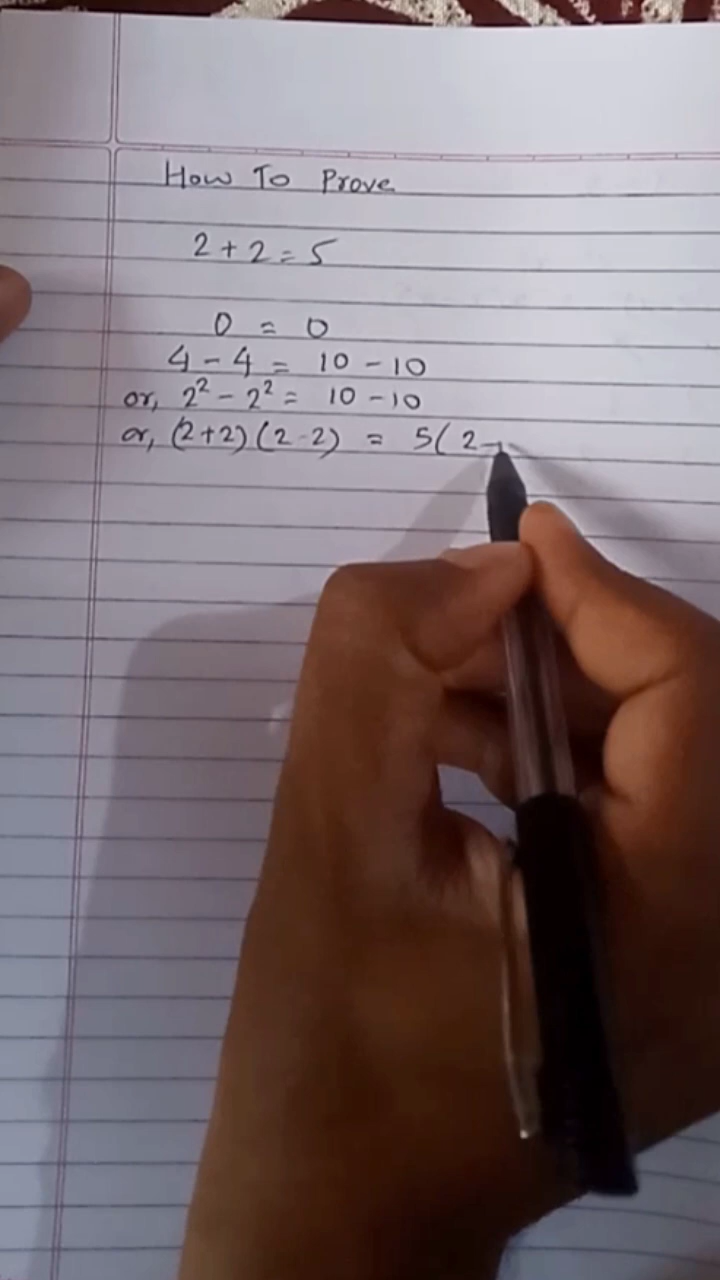 How To Prove
2 + 2 = 5
0 = 0
4 - 4 = 10 - 10
or, 2² - 2² = 10 - 10
or, (2+2) (2-2) = 5( 2-